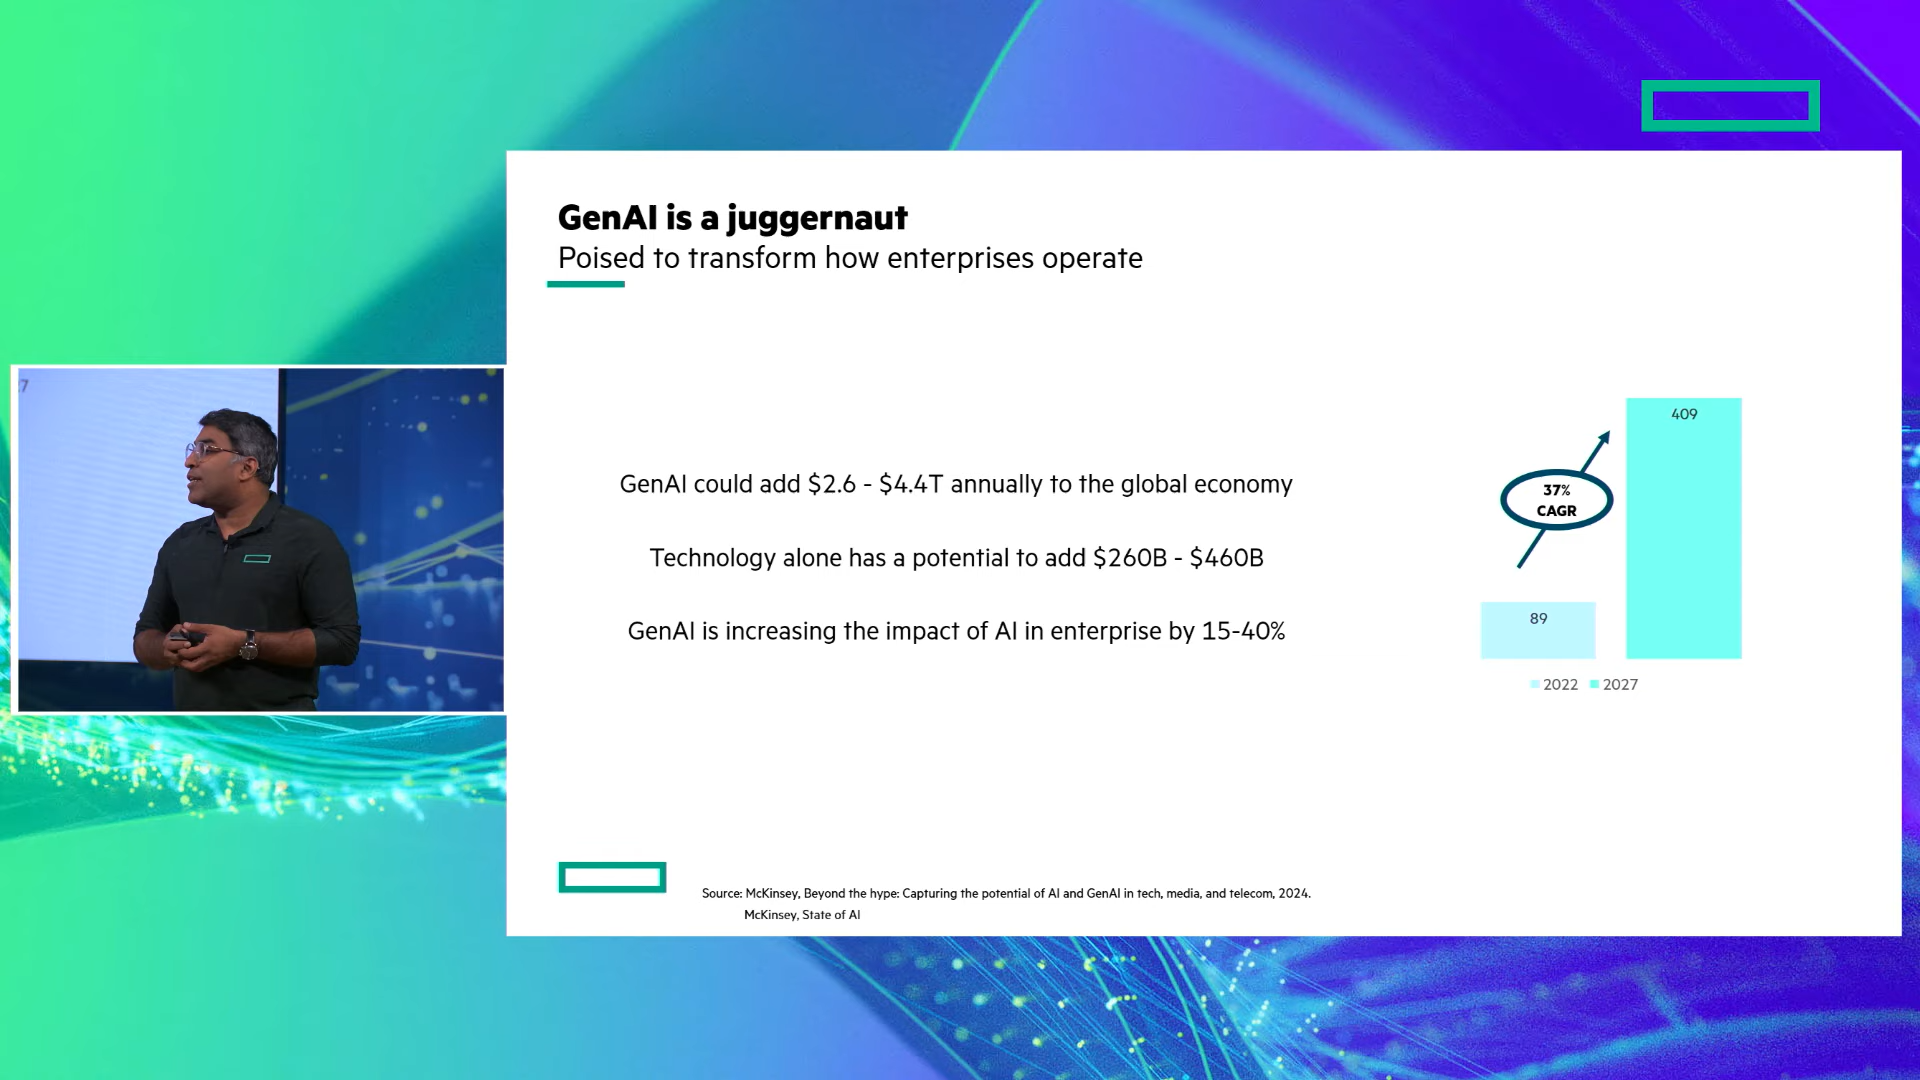 GenAI is a juggernaut
Poised to transform how enterprises operate
7
GenAI could add $2.6 - $4.4T annually to the global economy
Technology alone has a potential to add $260B - $460B
GenAI is increasing the impact of AI in enterprise by 15-40%
409
37%
CAGR
89
2022 2027
Source: McKinsey, Beyond the hype: Capturing the potential of AI and GenAI in tech, media, and telecom, 2024.
McKinsey, State of AI